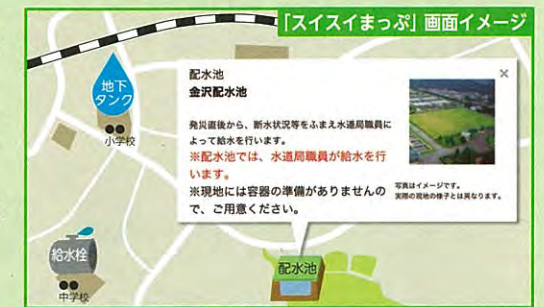 「スイスイまっぷ」画面イメージ
地下
タンク
●●
小学校
配水池
金沢配水池
×
発災直後から、断水状況等をふまえ水道局職員に
よって給水を行います。
※配水池では、水道局職員が給水を行
います。
※現地には容器の準備がありませんの
で、ご用意ください。
写真はイメージです。
実際の現地の様子とは異なります。
給水栓
●●
中学校
配水池